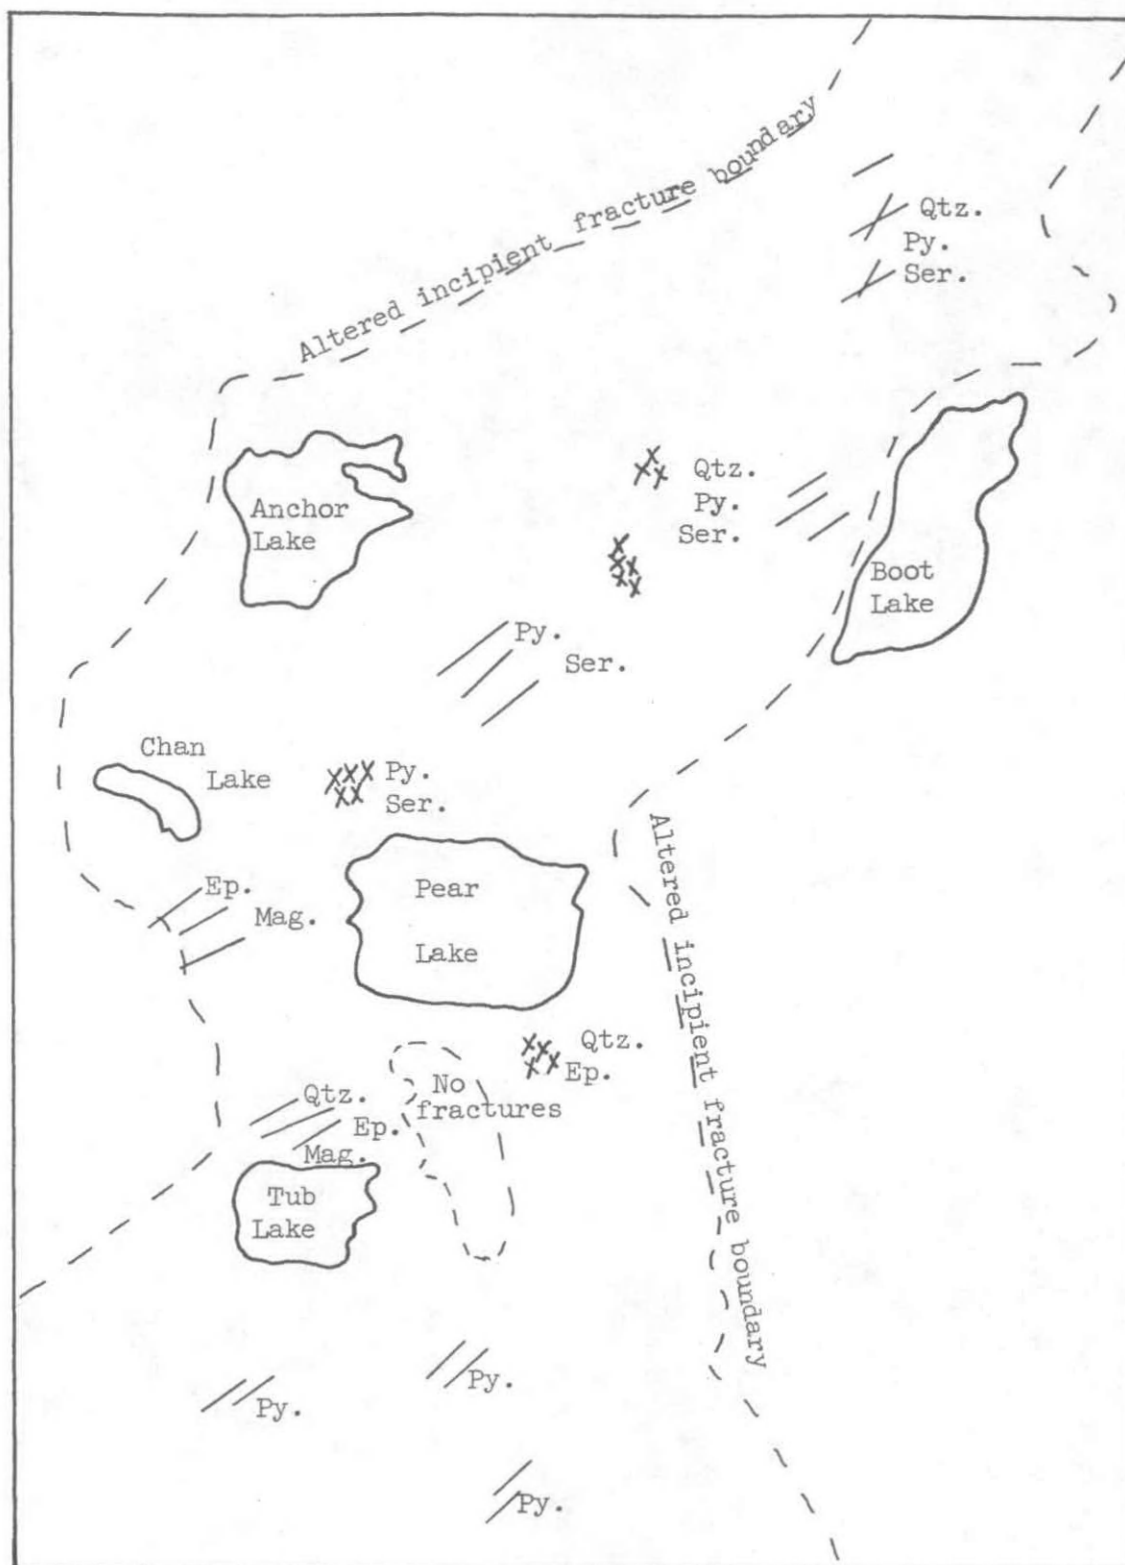 Altered incipient fracture boundary
Qtz.
Py.
Ser.
Anchor
Lake
Qtz.
Py.
Ser.
Boot
Lake
Py.
Ser.
Chan
Lake
Py.
Ser.
Pear
Lake
Altered incipient fracture boundary
Ep.
Mag.
Qtz.
Ep.
No
fractures
Qtz.
Ep.
Mag.
Tub
Lake
Py.
Py.
Py.